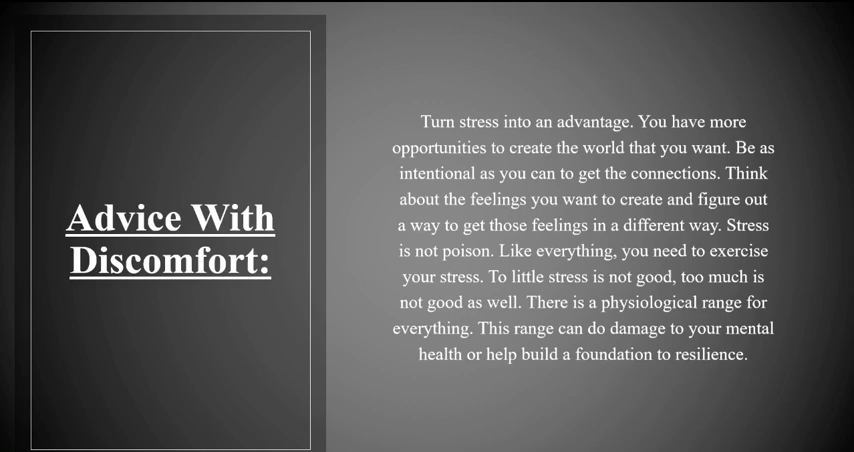 Advice With
Discomfort:
Turn stress into an advantage. You have more
opportunities to create the world that you want. Be as
intentional as you can to get the connections. Think
about the feelings you want to create and figure out
a way to get those feelings in a different way. Stress
is not poison. Like everything, you need to exercise
your stress. To little stress is not good, too much is
not good as well. There is a physiological range for
everything. This range can do damage to your mental
health or help build a foundation to resilience.